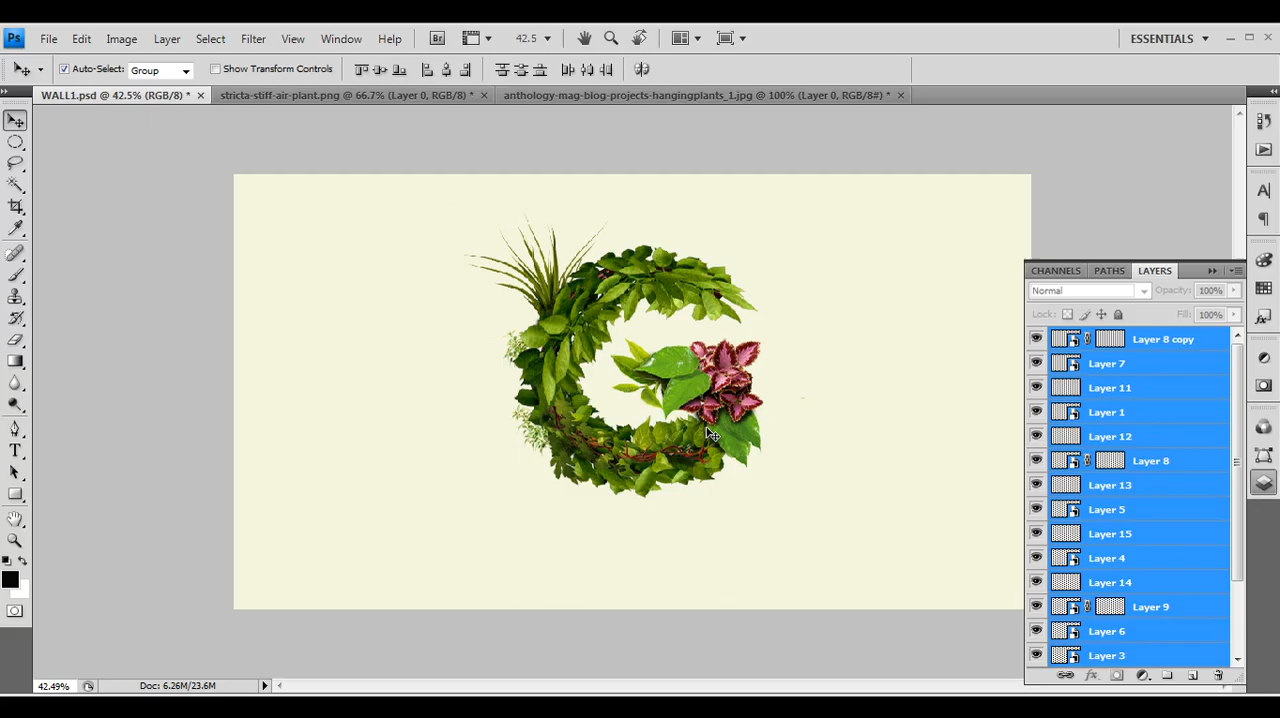 Ps File Edit Image Layer Select Filter View Window Help Br 42.5 ESSENTIALS
Auto-Select: Group Show Transform Controls
WALL1.psd @ 42.5% (RGB/8) * stricta-stiff-air-plant.png @ 66.7% (Layer 0, RGB/8) * anthology-mag-blog-projects-hangingplants_1.jpg @ 100% (Layer 0, RGB/8#) *
CHANNELS PATHS LAYERS
Normal Opacity: 100%
Lock: Fill: 100%
Layer 8 copy
Layer 7
Layer 11
Layer 1
Layer 12
Layer 8
Layer 13
Layer 5
Layer 15
Layer 4
Layer 14
Layer 9
Layer 6
Layer 3
42.49% Doc: 6.26M/23.6M